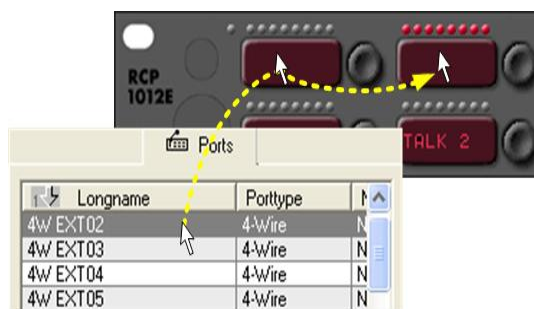 RCP
1012E
TALK 2
Ports
Longname Porttype
4W EXT02 4-Wire N
4W EXT03 4-Wire N
4W EXT04 4-Wire N
4W EXT05 4-Wire N